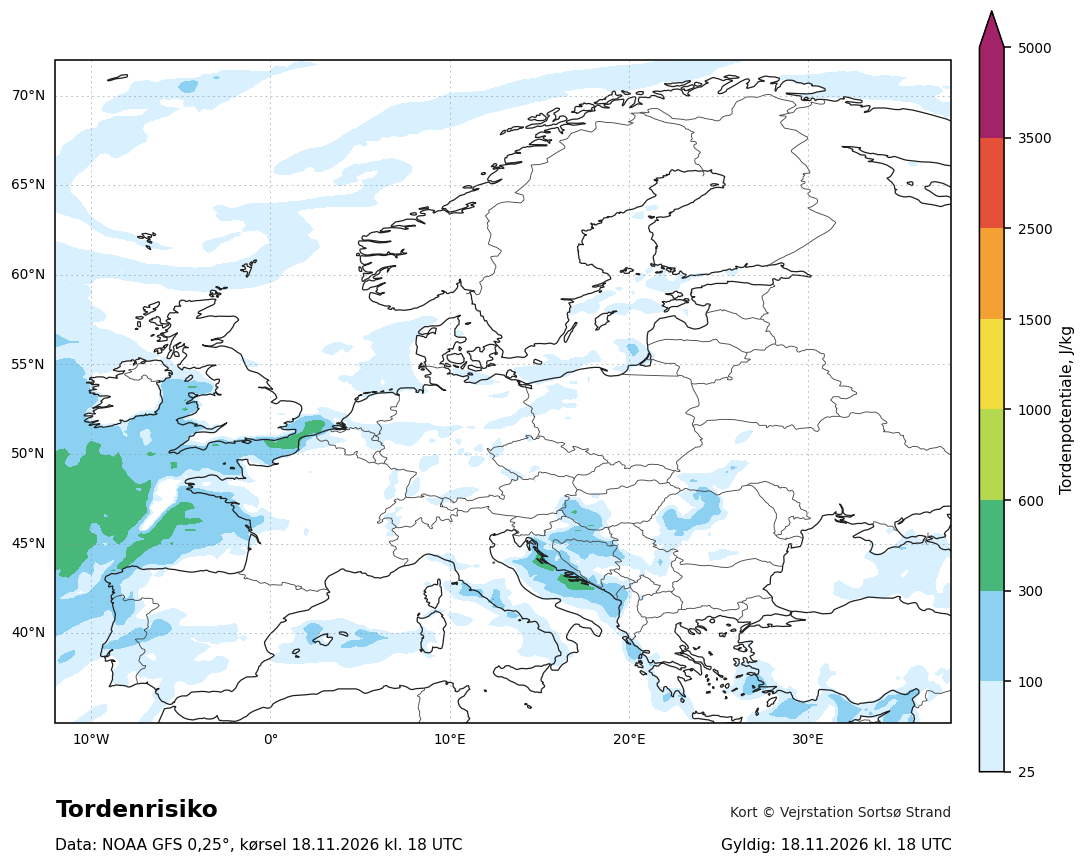 5000
3500
2500
1500
1000
600
300
100
25
Tordenpotentiale, J/kg
70°N
65°N
60°N
55°N
50°N
45°N
40°N
10°W
0°
10°E
20°E
30°E
Tordenrisiko
Kort © Vejrstation Sortsø Strand
Data: NOAA GFS 0,25°, kørsel 18.11.2026 kl. 18 UTC
Gyldig: 18.11.2026 kl. 18 UTC